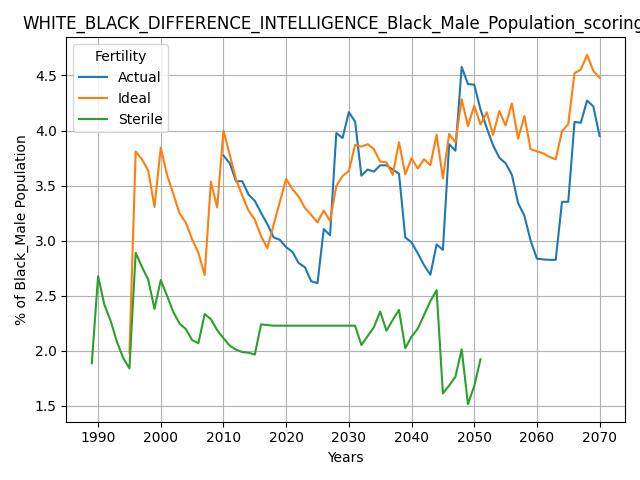 WHITE_BLACK_DIFFERENCE_INTELLIGENCE_Black_Male_Population_scoring
Fertility
Actual
Ideal
Sterile
% of Black_Male Population
4.5
4.0
3.5
3.0
2.5
2.0
1.5
1990 2000 2010 2020 2030 2040 2050 2060 2070
Years